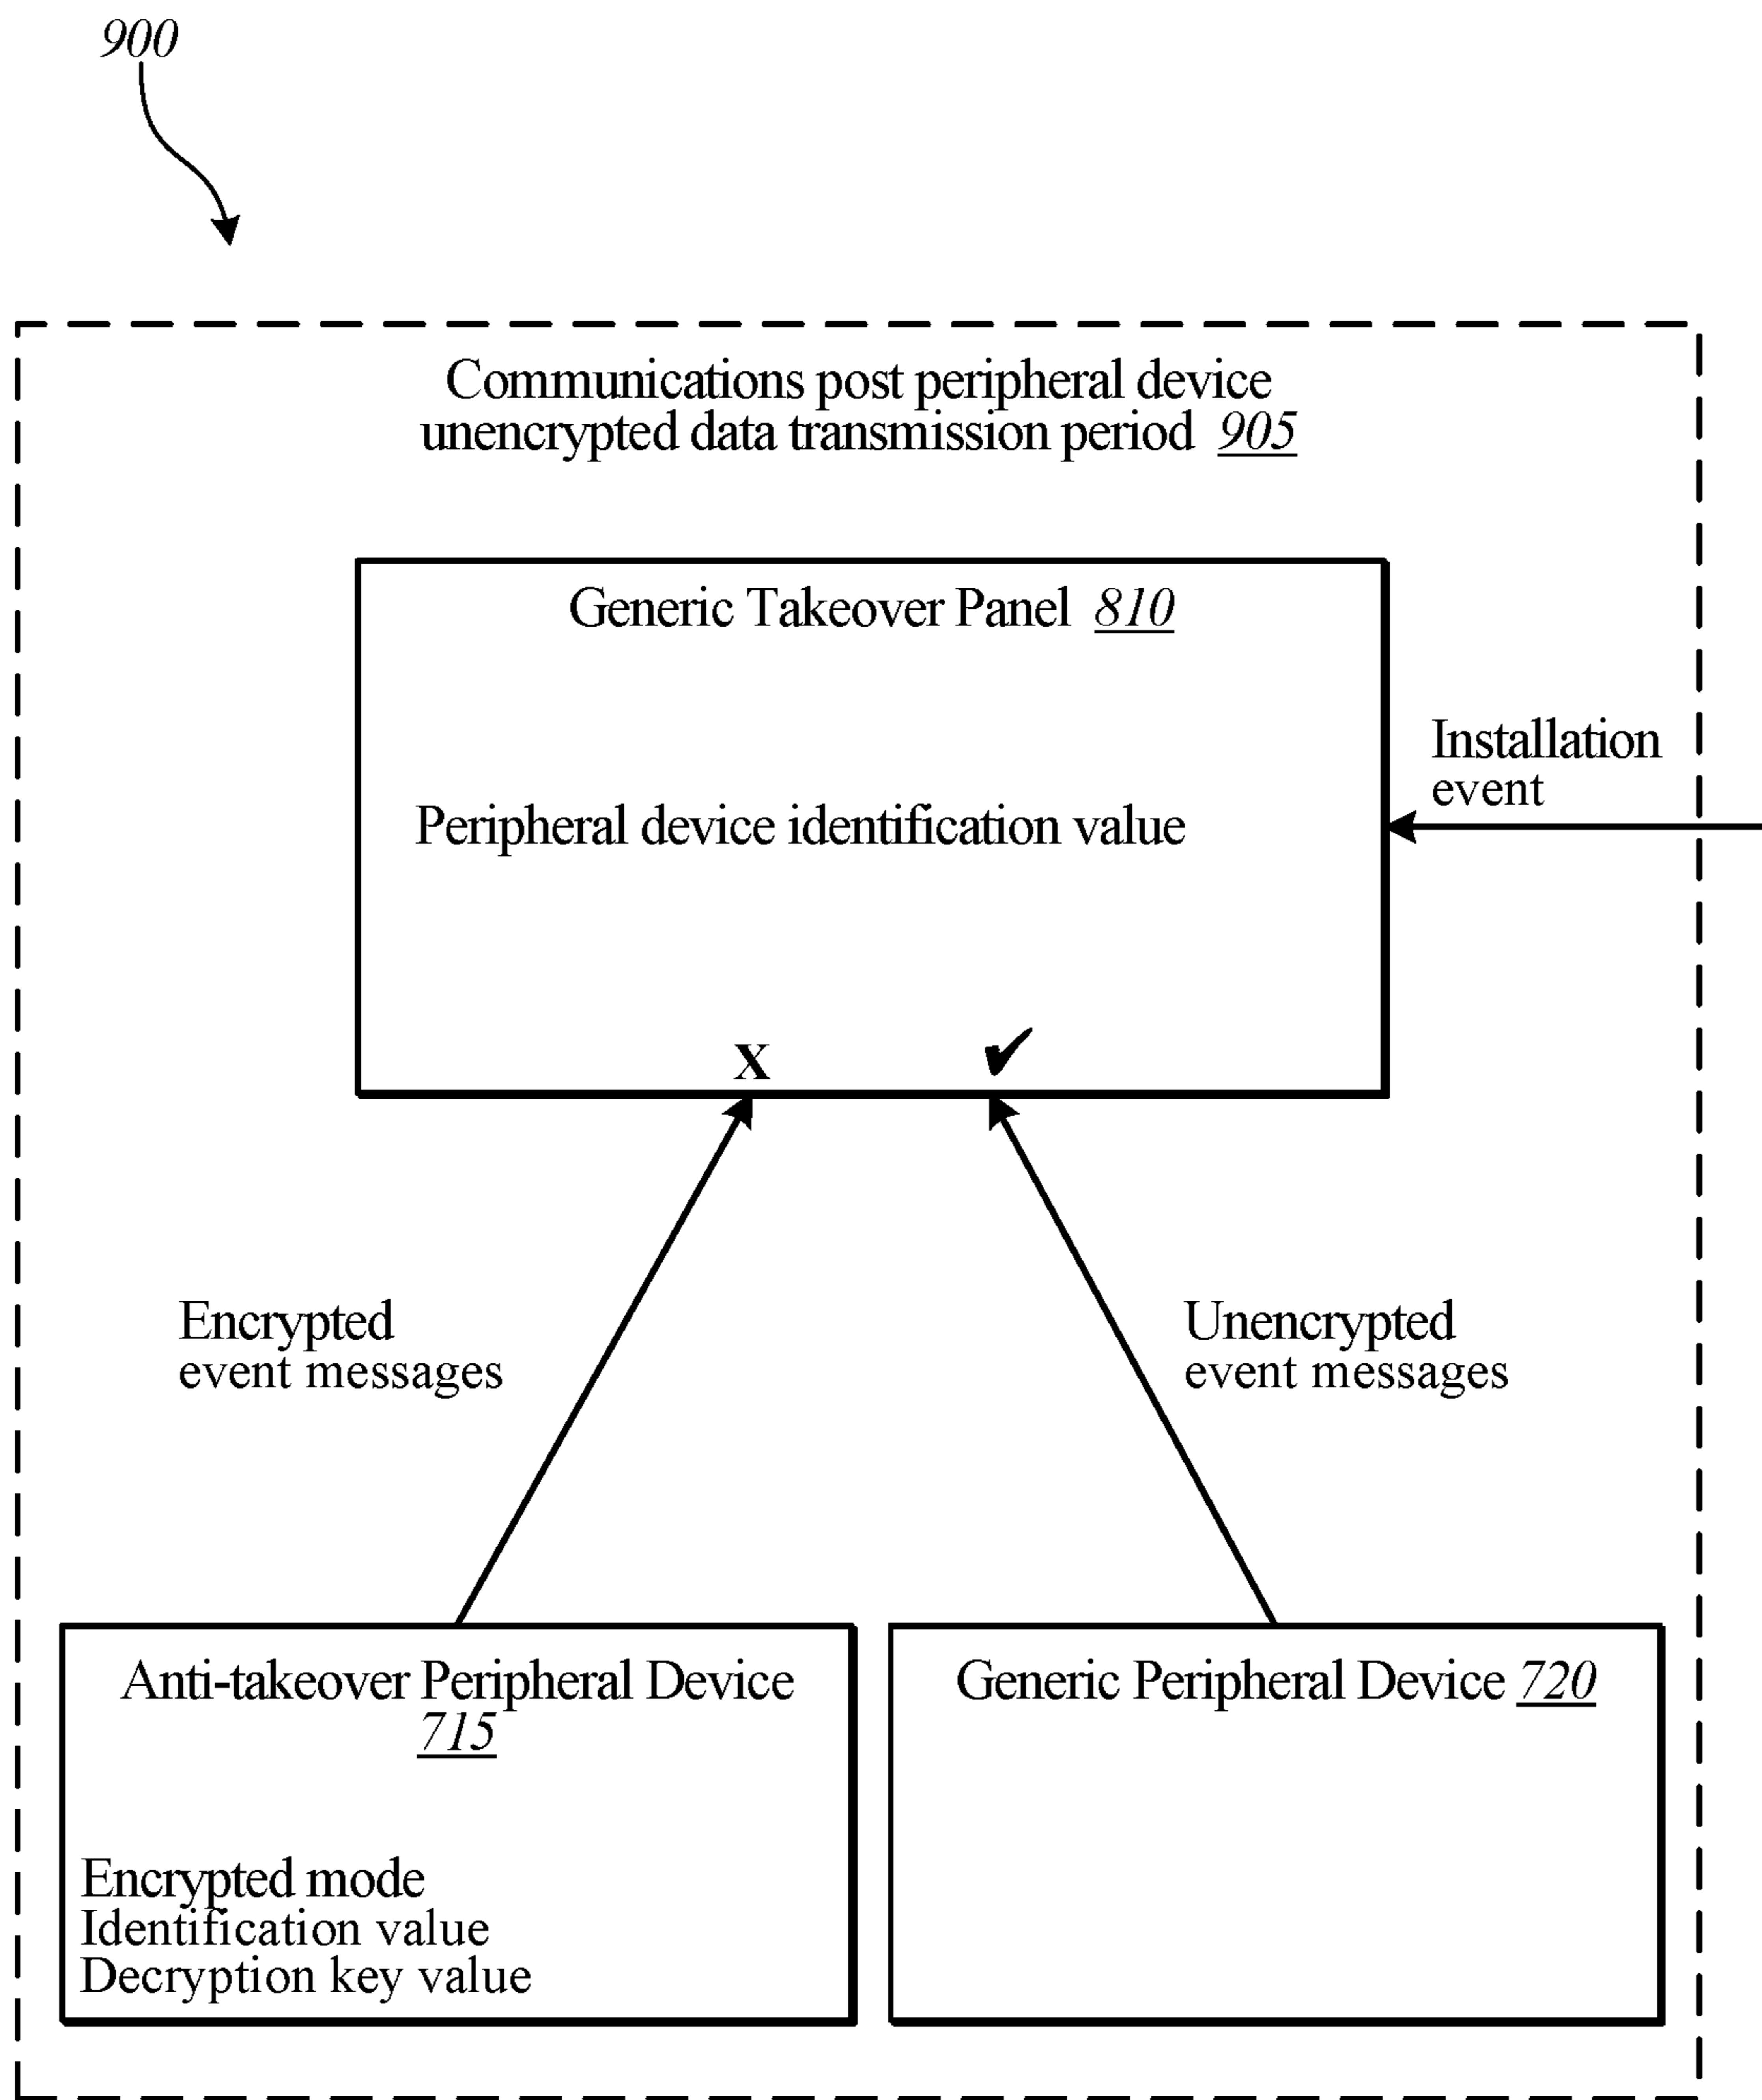 900
Communications post peripheral device
unencrypted data transmission period 905
Generic Takeover Panel 810
Installation
event
Peripheral device identification value
X
✔
Encrypted
event messages
Unencrypted
event messages
Anti-takeover Peripheral Device
715
Generic Peripheral Device 720
Encrypted mode
Identification value
Decryption key value